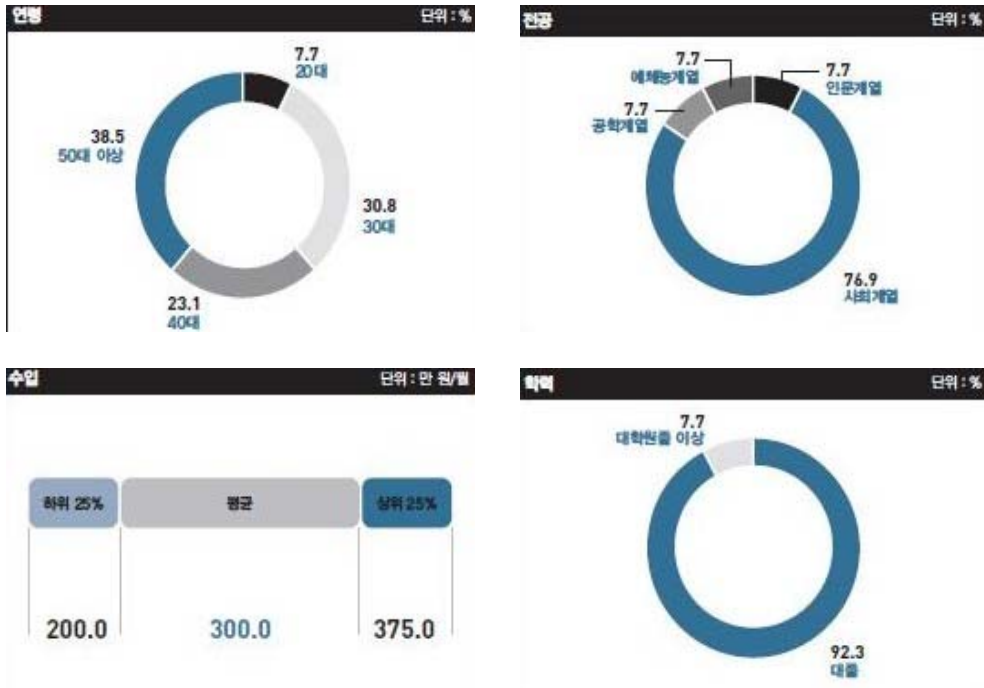 연령 단위 : %
7.7
20대
38.5
50대 이상
30.8
30대
23.1
40대
전공 단위 : %
7.7
예체능계열
7.7
인문계열
7.7
공학계열
76.9
사회계열
수입 단위 : 만 원/월
하위 25% 평균 상위 25%
200.0 300.0 375.0
학력 단위 : %
7.7
대학원졸 이상
92.3
대졸